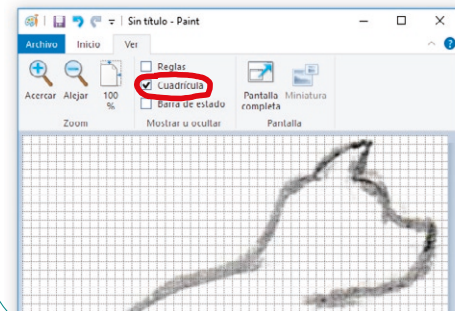 Sin título - Paint
Archivo Inicio Ver
Acercar Alejar 100 %
Reglas
Cuadrícula
Barra de estado
Pantalla completa
Miniatura
Zoom Mostrar u ocultar Pantalla